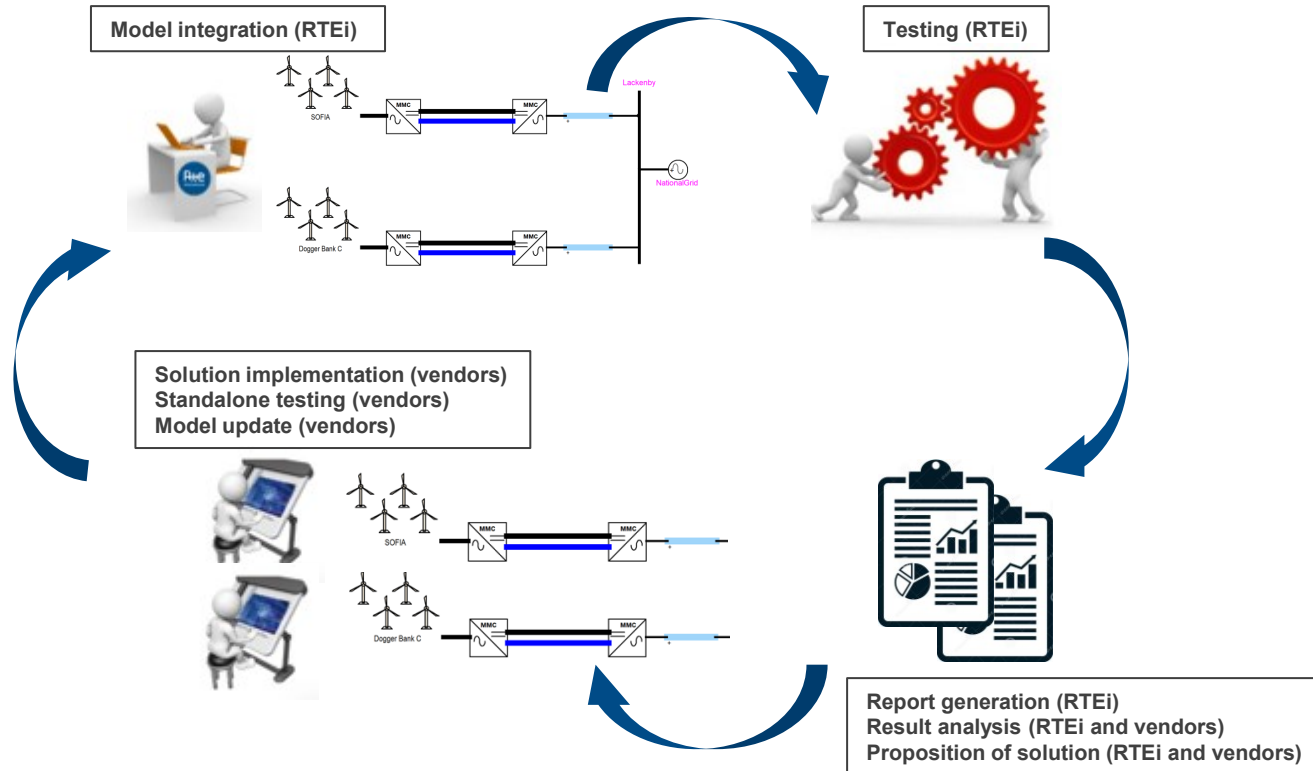 Model integration (RTEi)
Testing (RTEi)
Lackenby
MMC
MMC
SOFIA
NationalGrid
MMC
MMC
Dogger Bank C
Rte
Solution implementation (vendors)
Standalone testing (vendors)
Model update (vendors)
MMC
MMC
SOFIA
MMC
MMC
Dogger Bank C
Report generation (RTEi)
Result analysis (RTEi and vendors)
Proposition of solution (RTEi and vendors)